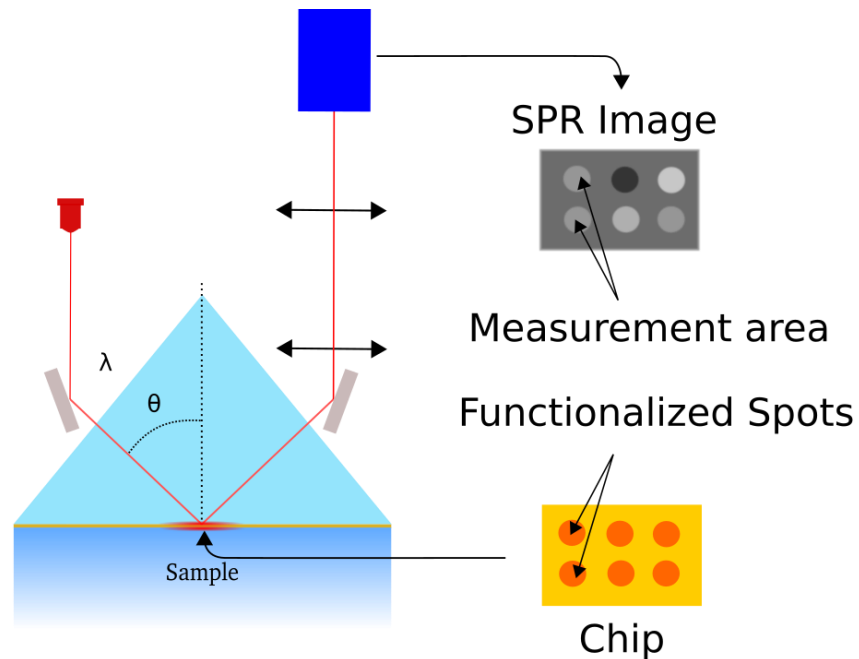 SPR Image
Measurement area
λ
θ
Functionalized Spots
Sample
Chip